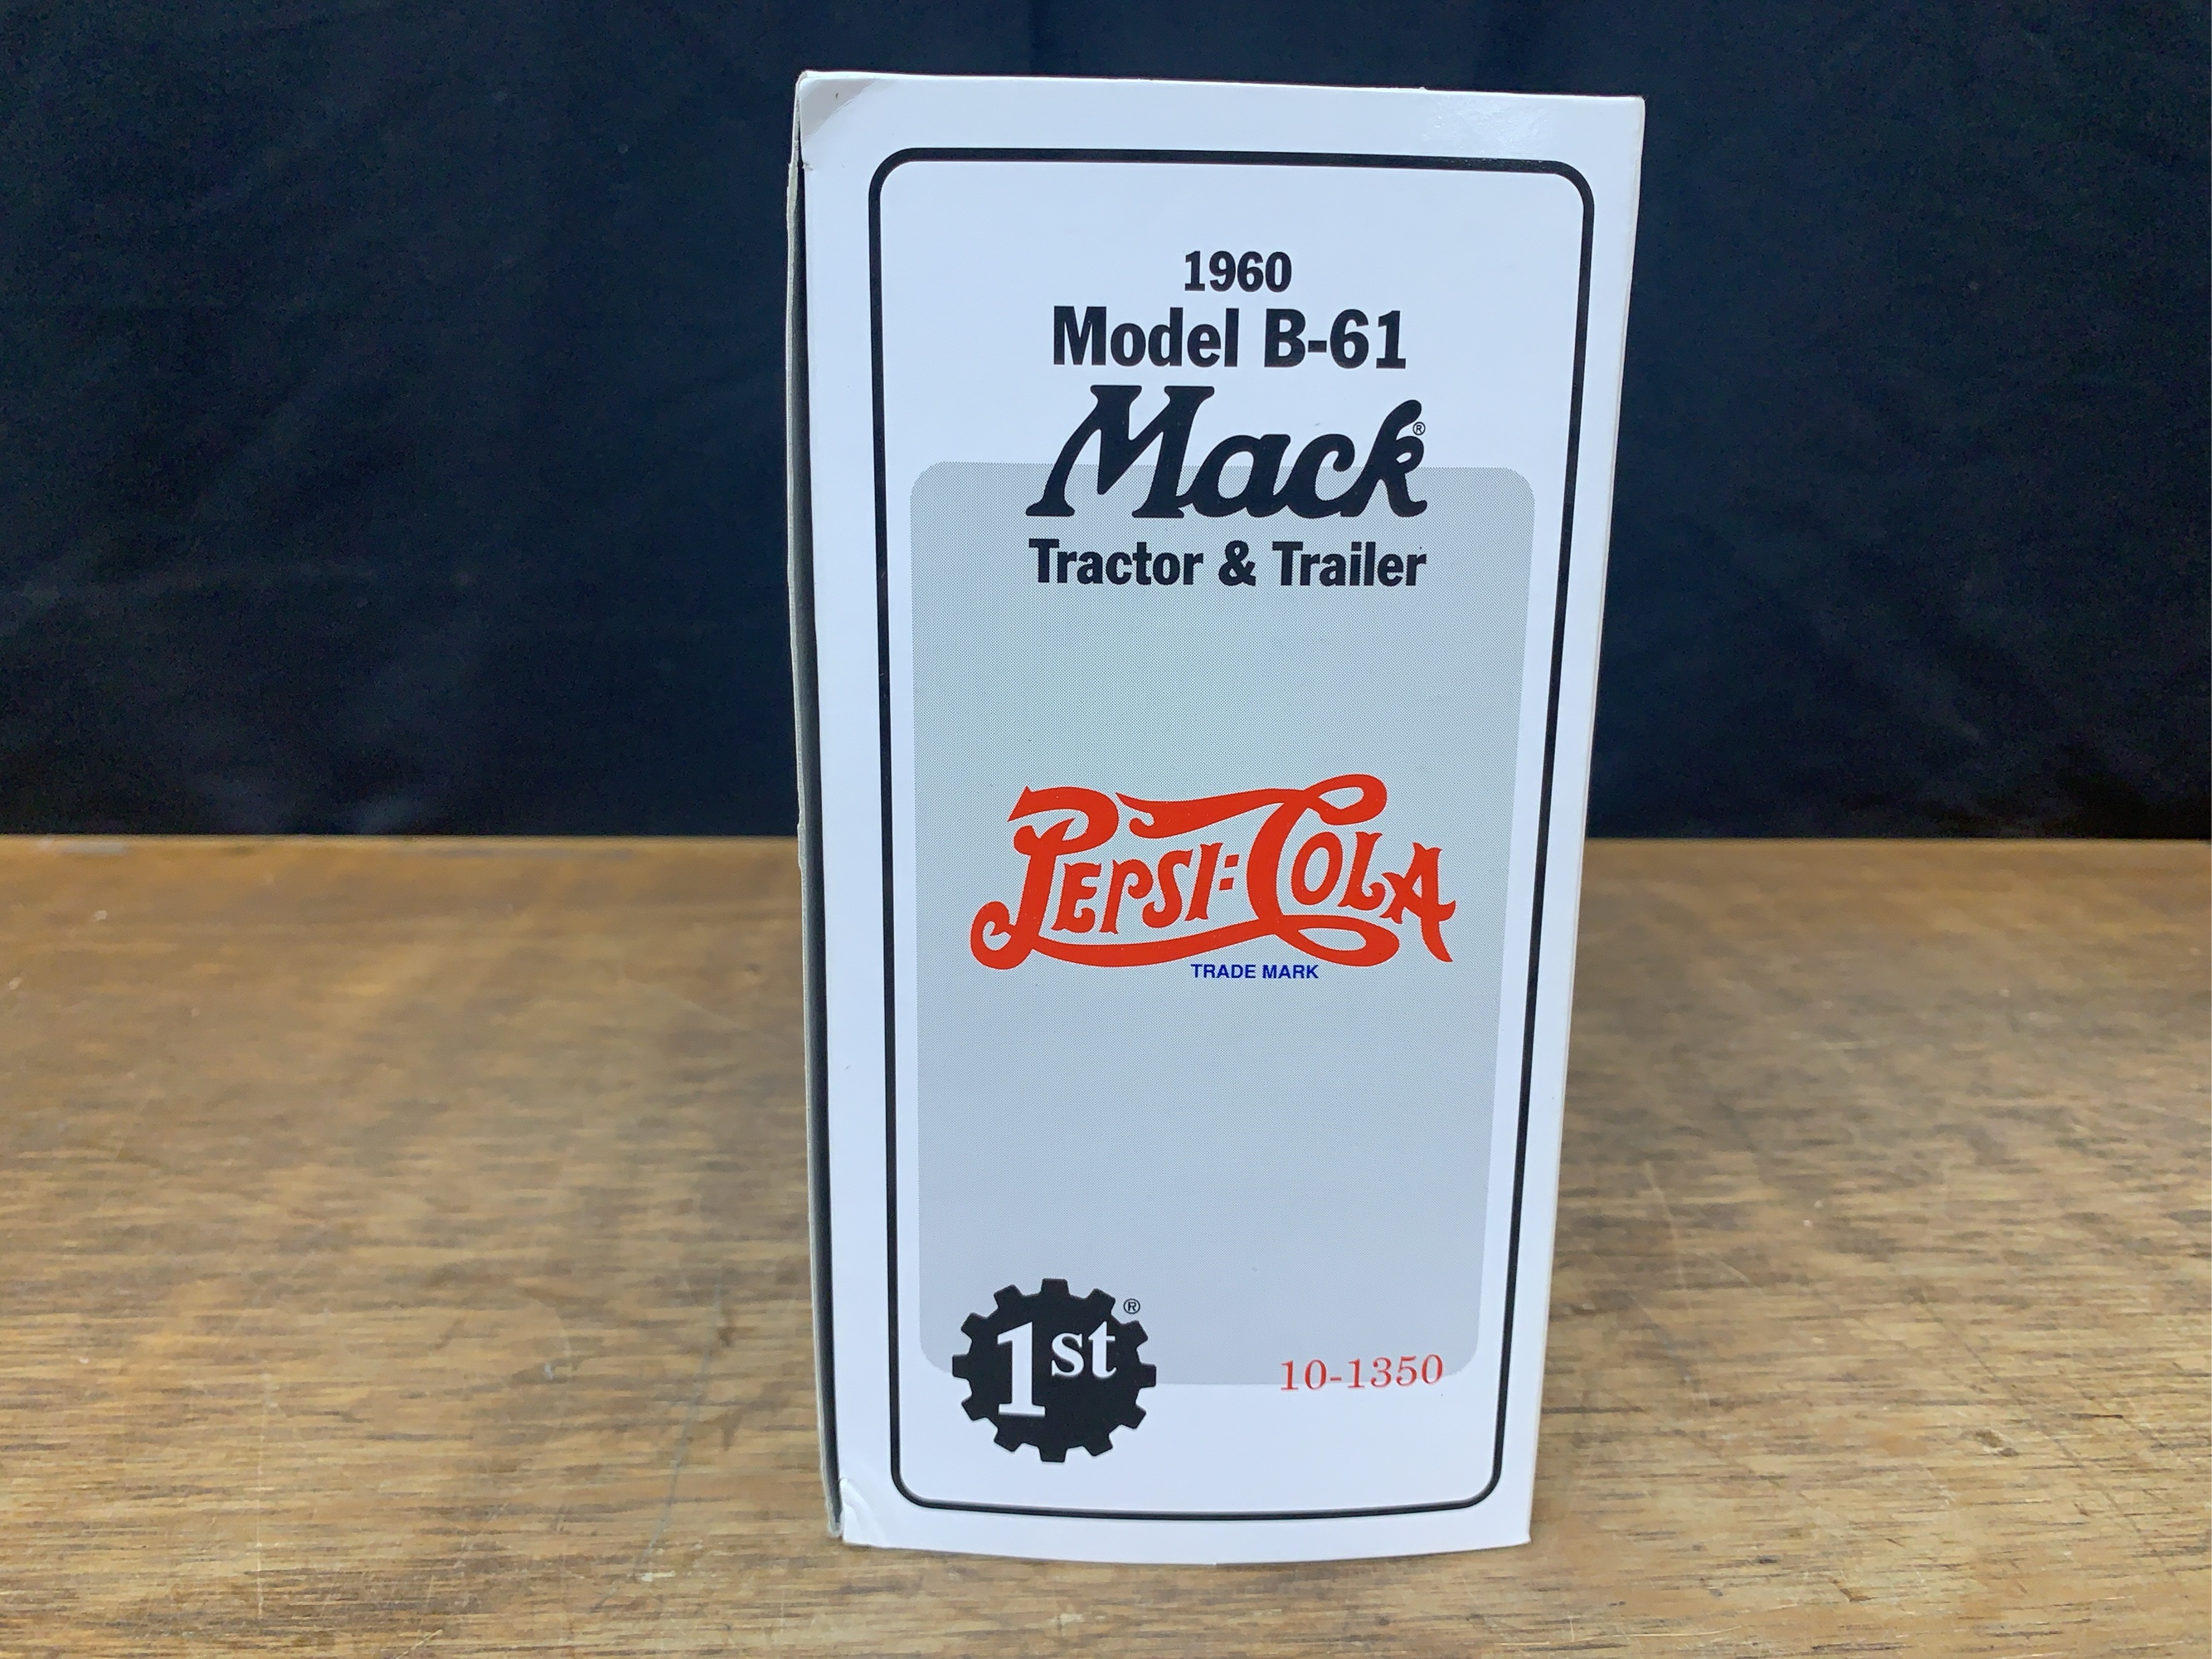 1960
Model B-61
Mack®
Tractor & Trailer
PEPSI=COLA
TRADE MARK
1st®
10-1350